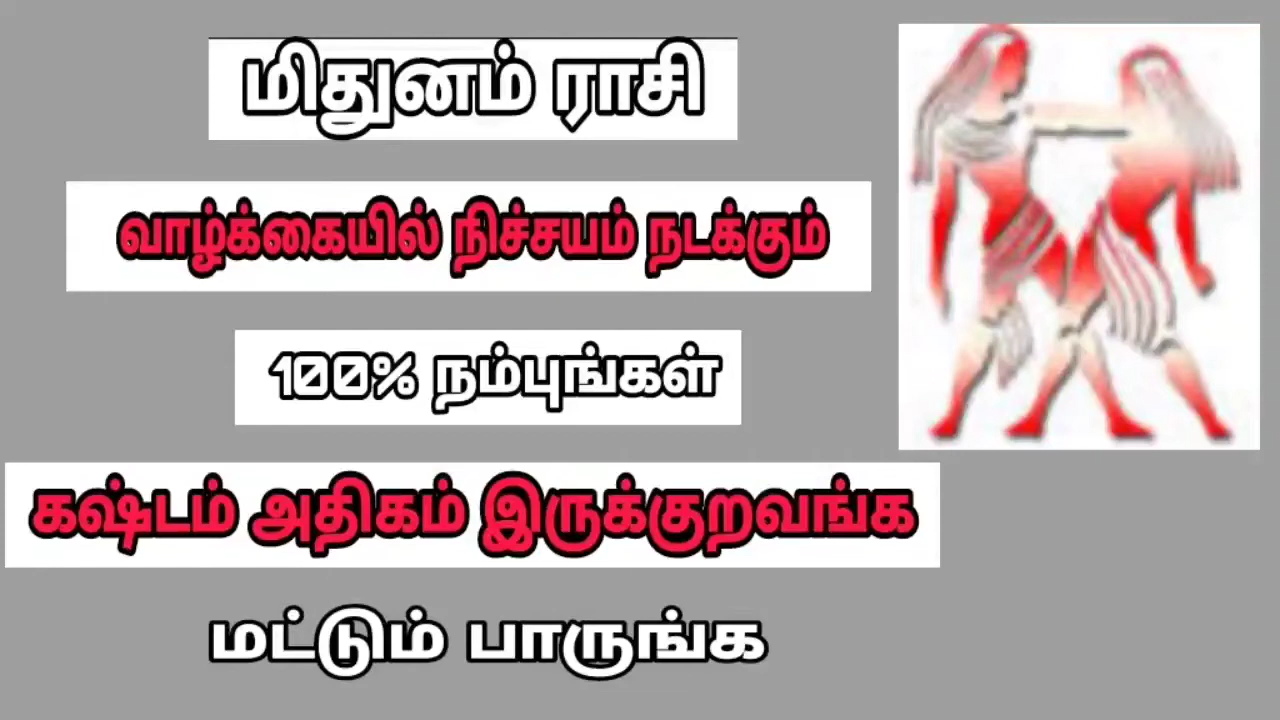 மிதுனம் ராசி
வாழ்க்கையில் நிச்சயம் நடக்கும்
100% நம்புங்கள்
கஷ்டம் அதிகம் இருக்குறவங்க
மட்டும் பாருங்க